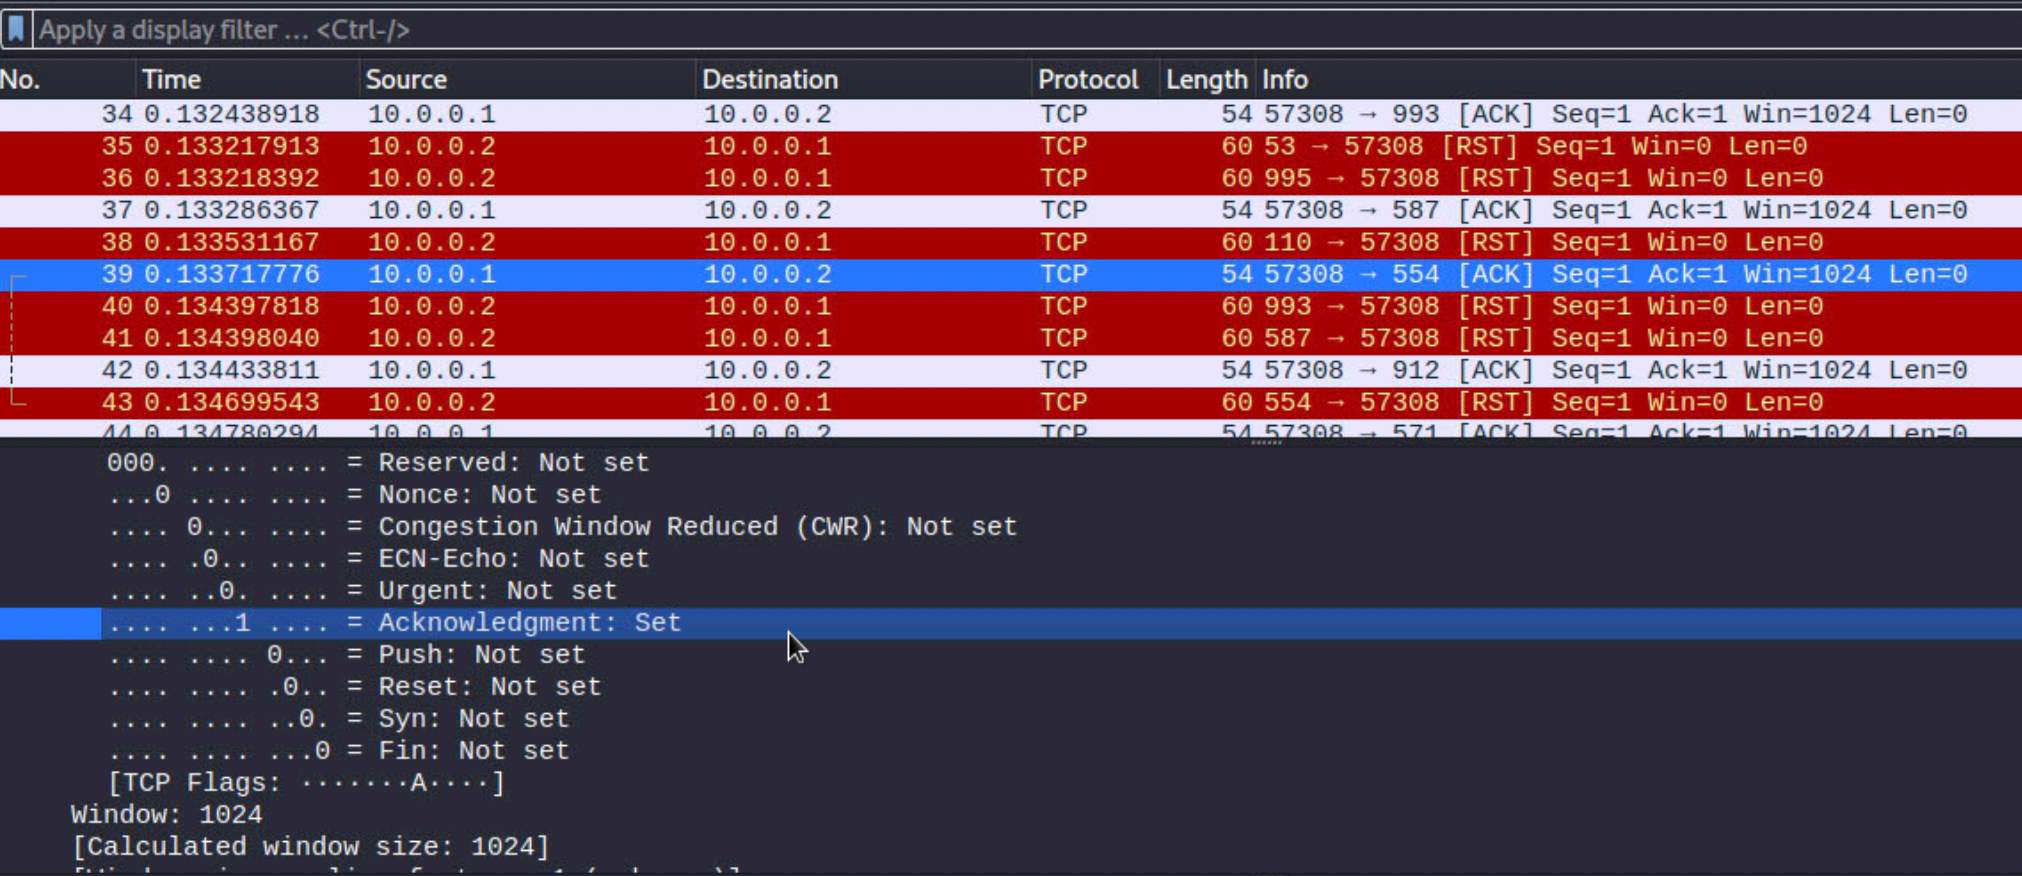 Apply a display filter … <Ctrl-/>
No. Time Source Destination Protocol Length Info
34 0.132438918 10.0.0.1 10.0.0.2 TCP 54 57308 → 993 [ACK] Seq=1 Ack=1 Win=1024 Len=0
35 0.133217913 10.0.0.2 10.0.0.1 TCP 60 53 → 57308 [RST] Seq=1 Win=0 Len=0
36 0.133218392 10.0.0.2 10.0.0.1 TCP 60 995 → 57308 [RST] Seq=1 Win=0 Len=0
37 0.133286367 10.0.0.1 10.0.0.2 TCP 54 57308 → 587 [ACK] Seq=1 Ack=1 Win=1024 Len=0
38 0.133531167 10.0.0.2 10.0.0.1 TCP 60 110 → 57308 [RST] Seq=1 Win=0 Len=0
39 0.133717776 10.0.0.1 10.0.0.2 TCP 54 57308 → 554 [ACK] Seq=1 Ack=1 Win=1024 Len=0
40 0.134397818 10.0.0.2 10.0.0.1 TCP 60 993 → 57308 [RST] Seq=1 Win=0 Len=0
41 0.134398040 10.0.0.2 10.0.0.1 TCP 60 587 → 57308 [RST] Seq=1 Win=0 Len=0
42 0.134433811 10.0.0.1 10.0.0.2 TCP 54 57308 → 912 [ACK] Seq=1 Ack=1 Win=1024 Len=0
43 0.134699543 10.0.0.2 10.0.0.1 TCP 60 554 → 57308 [RST] Seq=1 Win=0 Len=0
44 0.134780294 10.0.0.1 10.0.0.2 TCP 54 57308 → 571 [ACK] Seq=1 Ack=1 Win=1024 Len=0
000. .... .... = Reserved: Not set
...0 .... .... = Nonce: Not set
.... 0... .... = Congestion Window Reduced (CWR): Not set
.... .0.. .... = ECN-Echo: Not set
.... ..0. .... = Urgent: Not set
.... ...1 .... = Acknowledgment: Set
.... .... 0... = Push: Not set
.... .... .0.. = Reset: Not set
.... .... ..0. = Syn: Not set
.... .... ...0 = Fin: Not set
[TCP Flags: ·······A····]
Window: 1024
[Calculated window size: 1024]